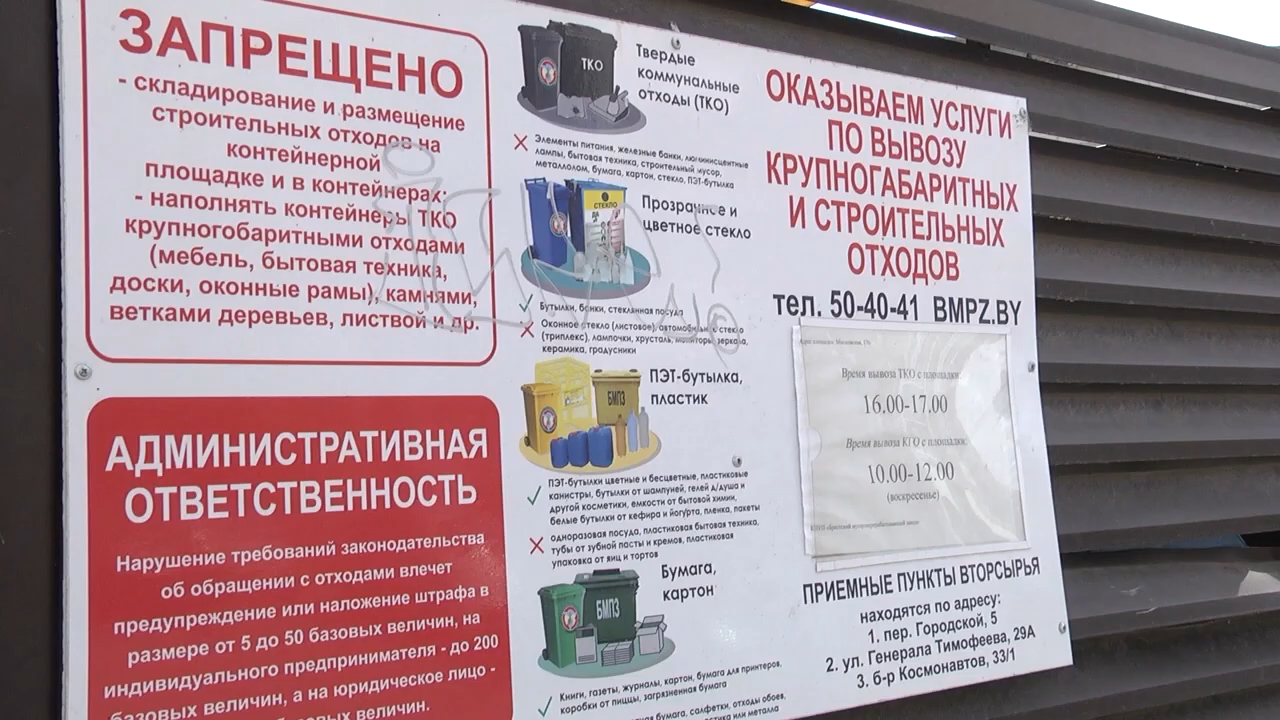 ЗАПРЕЩЕНО
- складирование и размещение
строительных отходов на
контейнерной
площадке и в контейнерах;
- наполнять контейнеры ТКО
крупногобаритными отходами
(мебель, бытовая техника,
доски, оконные рамы), камнями,
ветками деревьев, листвой и др.
АДМИНИСТРАТИВНАЯ
ОТВЕТСТВЕННОСТЬ
Нарушение требований законодательства
об обращении с отходами влечет
предупреждение или наложение штрафа в
размере от 5 до 50 базовых величин, на
индивидуального предпринимателя - до 200
базовых величин, а на юридическое лицо -
базовых величин.
ТКО
Твердые
коммунальные
отходы (ТКО)
Элементы питания, железные банки, люминисцентные
лампы, бытовая техника, строительный мусор,
металлолом, бумага, картон, стекло, ПЭТ-бутылка
СТЕКЛО
Прозрачное и
цветное стекло
Бутылки, банки, стеклянная посуда
Оконное стекло (листовое), автомобильное стекло
(триплекс), лампочки, хрусталь, мониторы, зеркала,
керамика, градусники
БМПЗ
ПЭТ-бутылка,
пластик
ПЭТ-бутылки цветные и бесцветные, пластиковые
канистры, бутылки от шампуней, гелей д/душа и
другой косметики, емкости от бытовой химии,
белые бутылки от кефира и йогурта, пленка, пакеты
одноразовая посуда, пластиковая бытовая техника,
тубы от зубной пасты и кремов, пластиковая
упаковка от яиц и тортов
БМПЗ
Бумага,
картон
Книги, газеты, журналы, картон, бумага для принтеров,
коробки от пиццы, загрязненная бумага
бумага, салфетки, отходы обоев,
или металла
ОКАЗЫВАЕМ УСЛУГИ
ПО ВЫВОЗУ
КРУПНОГАБАРИТНЫХ
И СТРОИТЕЛЬНЫХ
ОТХОДОВ
тел. 50-40-41 BMPZ.BY
Время вывоза ТКО с площадки:
16.00-17.00
Время вывоза КГО с площадки:
10.00-12.00
(воскресенье)
ПРИЕМНЫЕ ПУНКТЫ ВТОРСЫРЬЯ
находятся по адресу:
1. пер. Городской, 5
2. ул. Генерала Тимофеева, 29А
3. б-р Космонавтов, 33/1